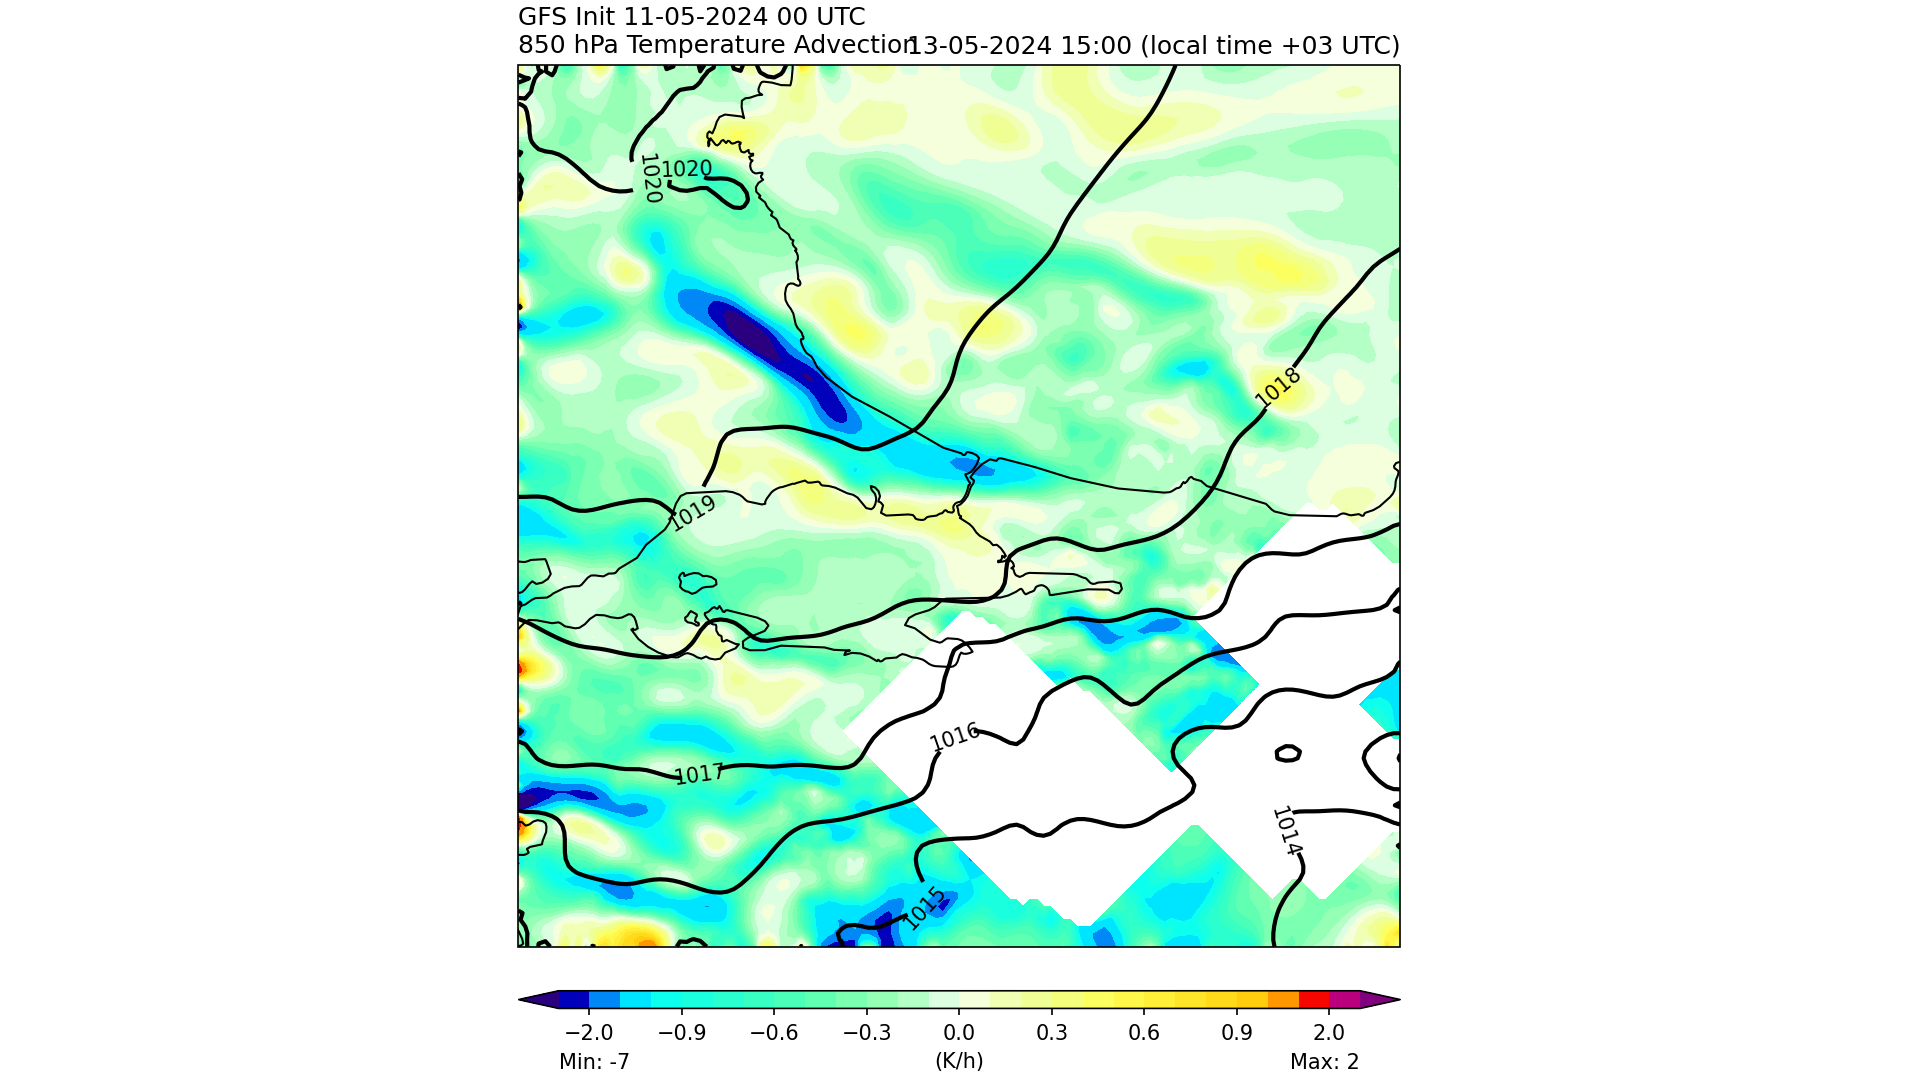 GFS Init 11-05-2024 00 UTC
850 hPa Temperature Advection
13-05-2024 15:00 (local time +03 UTC)
1020
1020
1018
1019
1016
1017
1014
1015
−2.0 −0.9 −0.6 −0.3 0.0 0.3 0.6 0.9 2.0
Min: -7 (K/h) Max: 2